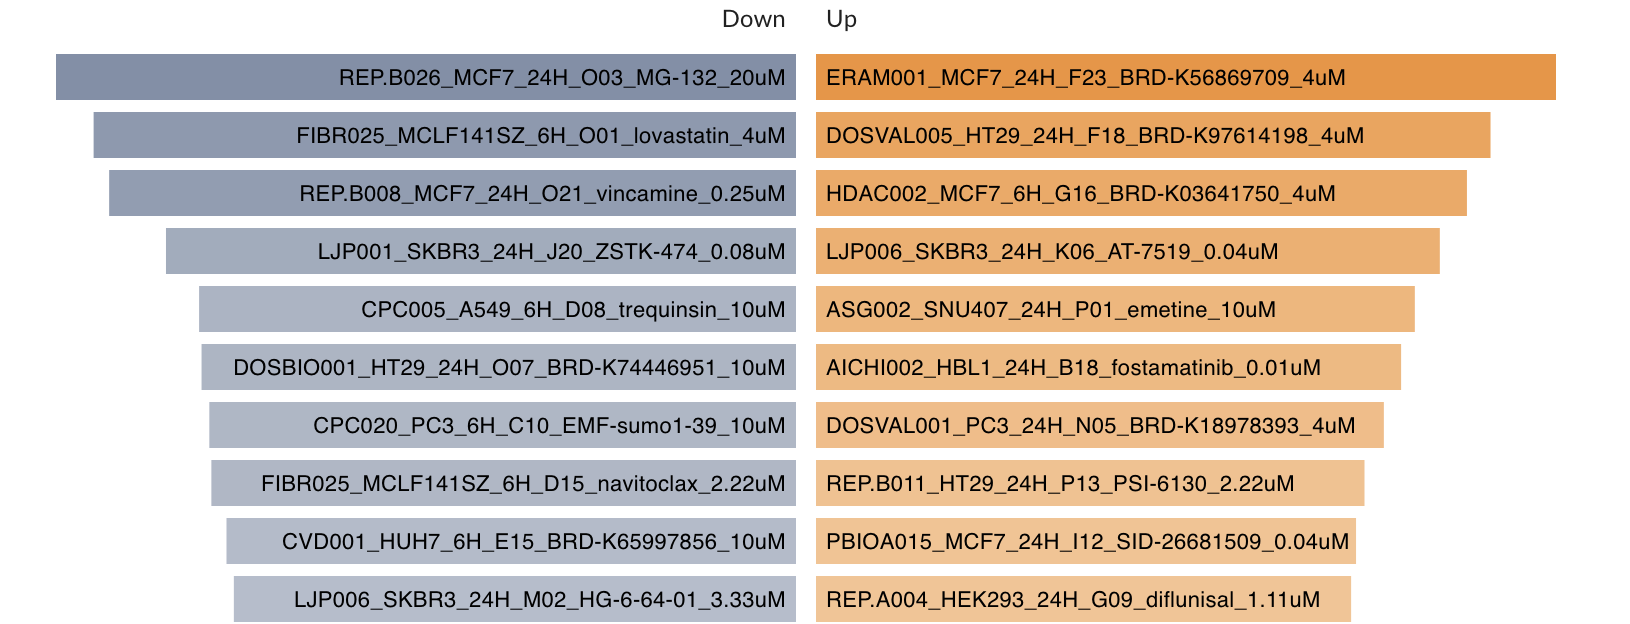 Down
Up
REP.B026_MCF7_24H_O03_MG-132_20uM
ERAM001_MCF7_24H_F23_BRD-K56869709_4uM
FIBR025_MCLF141SZ_6H_O01_lovastatin_4uM
DOSVAL005_HT29_24H_F18_BRD-K97614198_4uM
REP.B008_MCF7_24H_O21_vincamine_0.25uM
HDAC002_MCF7_6H_G16_BRD-K03641750_4uM
LJP001_SKBR3_24H_J20_ZSTK-474_0.08uM
LJP006_SKBR3_24H_K06_AT-7519_0.04uM
CPC005_A549_6H_D08_trequinsin_10uM
ASG002_SNU407_24H_P01_emetine_10uM
DOSBIO001_HT29_24H_O07_BRD-K74446951_10uM
AICHI002_HBL1_24H_B18_fostamatinib_0.01uM
CPC020_PC3_6H_C10_EMF-sumo1-39_10uM
DOSVAL001_PC3_24H_N05_BRD-K18978393_4uM
FIBR025_MCLF141SZ_6H_D15_navitoclax_2.22uM
REP.B011_HT29_24H_P13_PSI-6130_2.22uM
CVD001_HUH7_6H_E15_BRD-K65997856_10uM
PBIOA015_MCF7_24H_I12_SID-26681509_0.04uM
LJP006_SKBR3_24H_M02_HG-6-64-01_3.33uM
REP.A004_HEK293_24H_G09_diflunisal_1.11uM